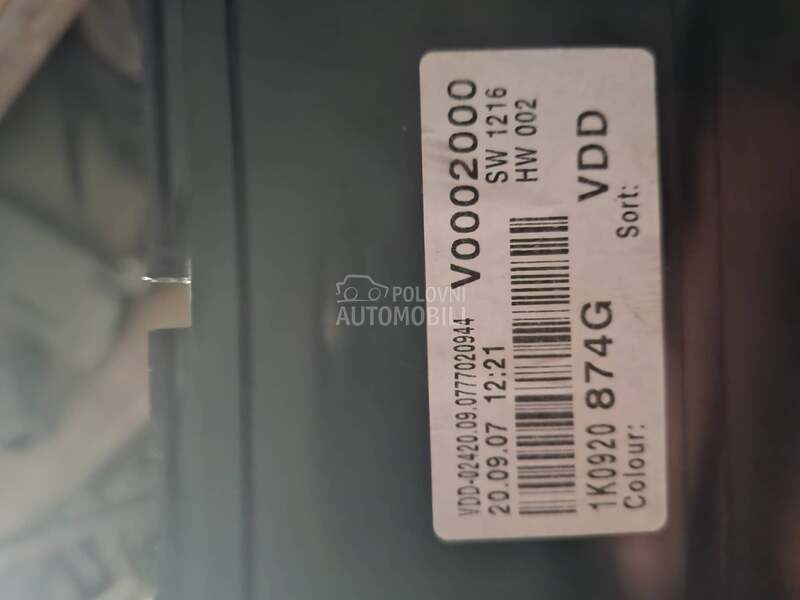 VDD-02420.09.0777020944 V0002000
20.09.07 12:21 SW 1216
HW 002
1K0920 874G VDD
Colour: Sort:
POLOVNI
AUTOMOBILI